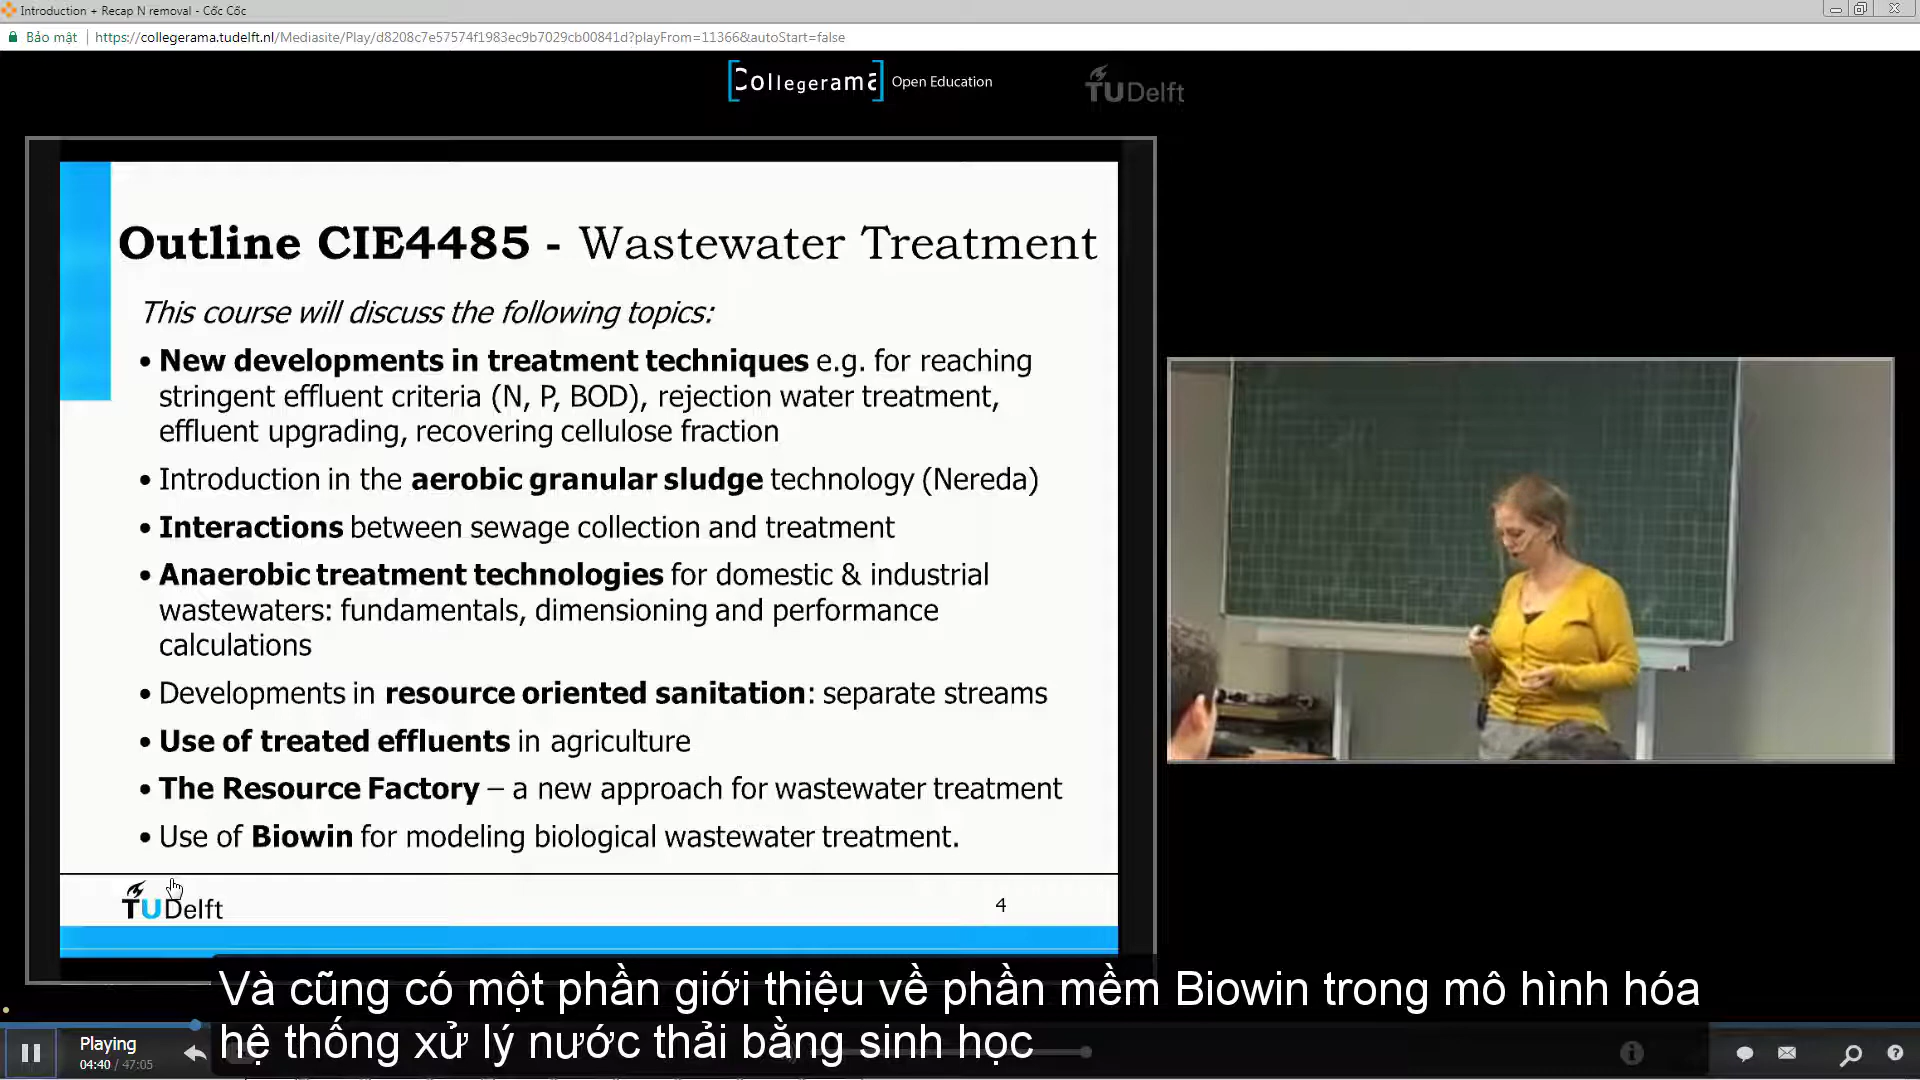 Introduction + Recap N removal - Cốc Cốc
Bảo mật
https://collegerama.tudelft.nl/Mediasite/Play/d8208c7e57574f1983ec9b7029cb00841d?playFrom=11366&autoStart=false
Collegerama Open Education
TU Delft
Outline CIE4485 - Wastewater Treatment
This course will discuss the following topics:
• New developments in treatment techniques e.g. for reaching
stringent effluent criteria (N, P, BOD), rejection water treatment,
effluent upgrading, recovering cellulose fraction
• Introduction in the aerobic granular sludge technology (Nereda)
• Interactions between sewage collection and treatment
• Anaerobic treatment technologies for domestic & industrial
wastewaters: fundamentals, dimensioning and performance
calculations
• Developments in resource oriented sanitation: separate streams
• Use of treated effluents in agriculture
• The Resource Factory – a new approach for wastewater treatment
• Use of Biowin for modeling biological wastewater treatment.
TU Delft
4
Và cũng có một phần giới thiệu về phần mềm Biowin trong mô hình hóa
hệ thống xử lý nước thải bằng sinh học
Playing
04:40 / 47:05